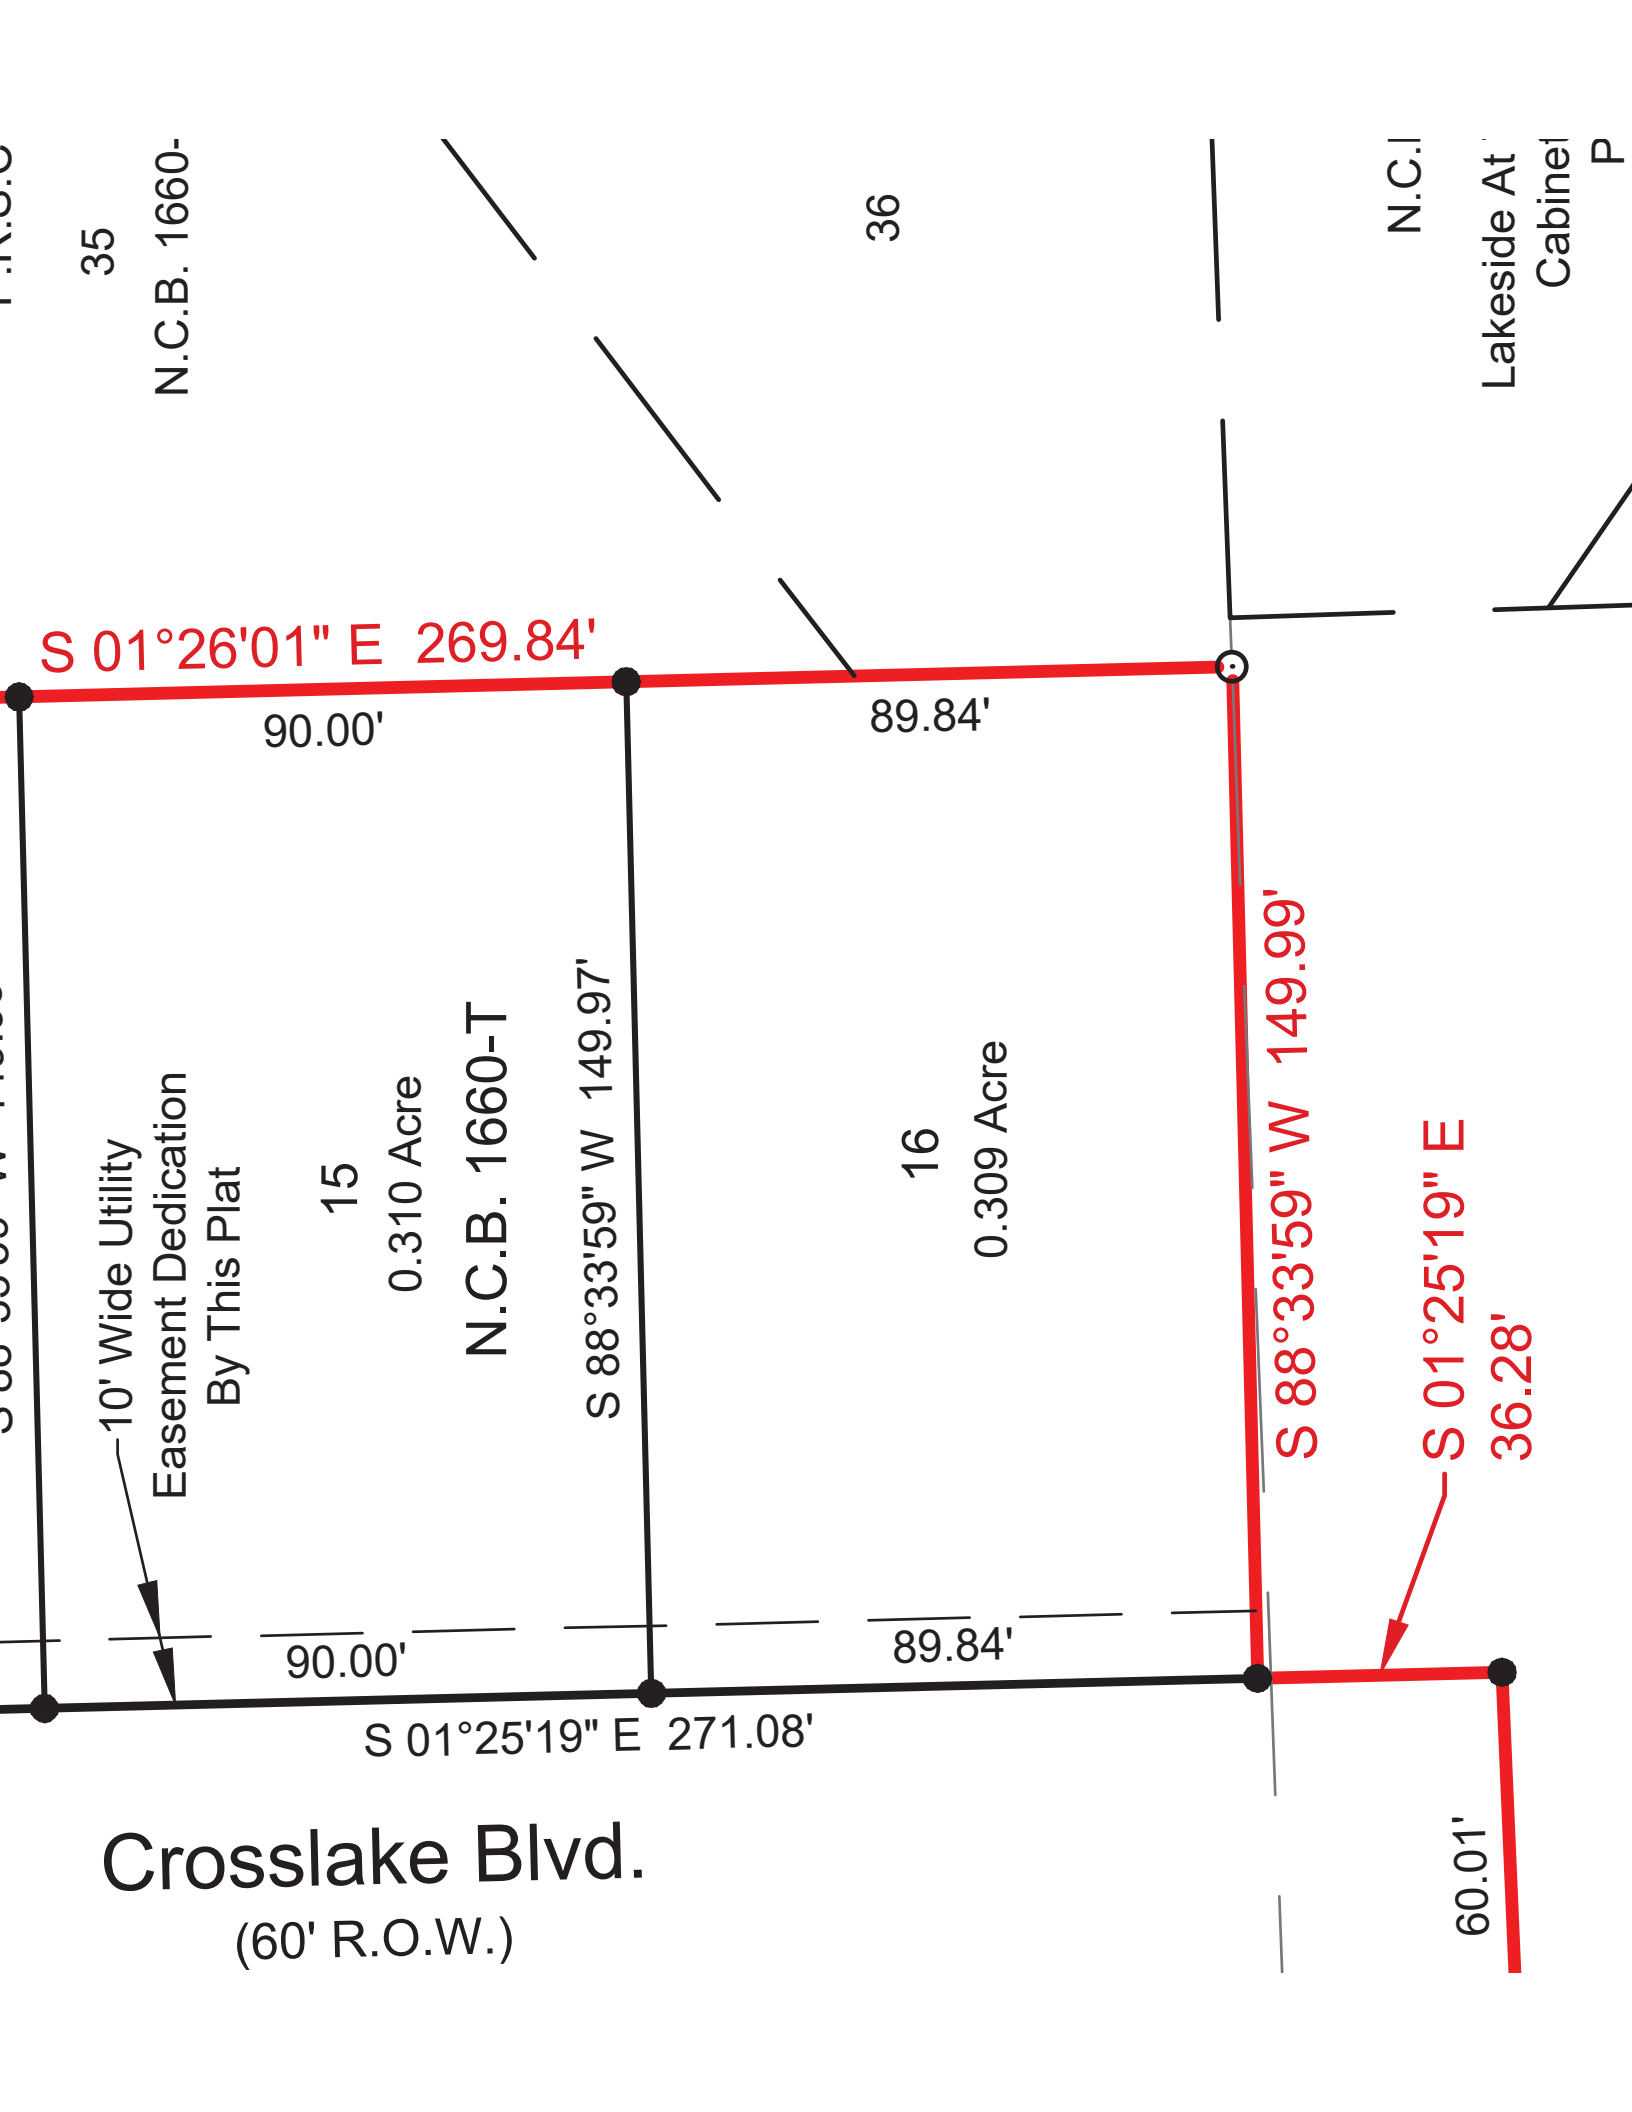 35
N.C.B. 1660-
36
Lakeside At
Cabinet
P
S 01°26'01" E 269.84'
90.00'
89.84'
10' Wide Utility
Easement Dedication
By This Plat
15
0.310 Acre
N.C.B. 1660-T
S 88°33'59" W 149.97'
16
0.309 Acre
S 88°33'59" W 149.99'
S 01°25'19" E
36.28'
90.00'
89.84'
S 01°25'19" E 271.08'
Crosslake Blvd.
(60' R.O.W.)
60.01'